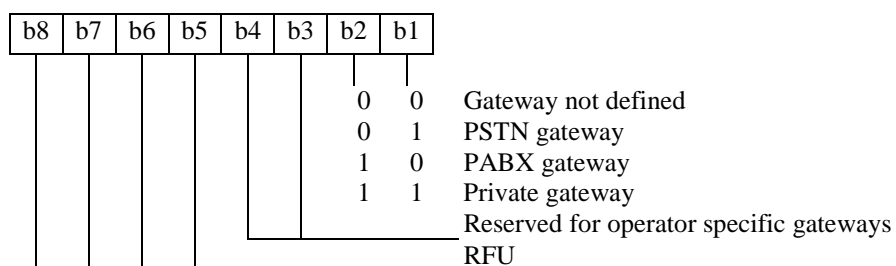 b8 b7 b6 b5 b4 b3 b2 b1
0 0 Gateway not defined
0 1 PSTN gateway
1 0 PABX gateway
1 1 Private gateway
Reserved for operator specific gateways
RFU